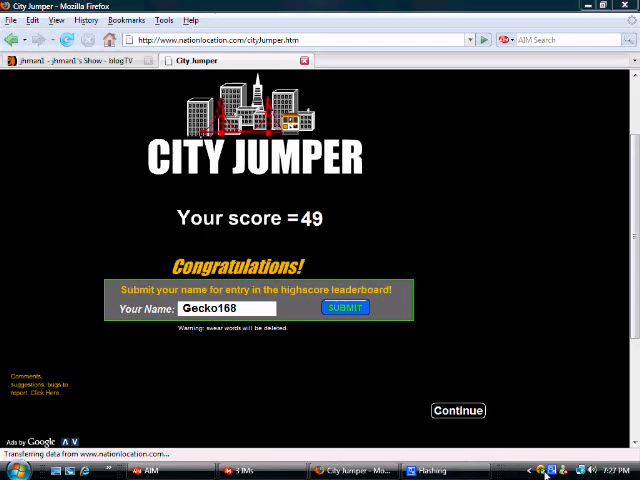 City Jumper - Mozilla Firefox
File Edit View History Bookmarks Tools Help
http://www.nationlocation.com/cityJumper.htm
AIM Search
jhman1 - jhman1's Show - blogTV
City Jumper
CITY JUMPER
Your score = 49
Congratulations!
Submit your name for entry in the highscore leaderboard!
Your Name: Gecko168 SUBMIT
Warning: swear words will be deleted.
Comments,
suggestions, bugs to
report. Click Here.
Continue
Ads by Google
Transferring data from www.nationlocation.com...
AIM
3 IMs
City Jumper - Mo...
Flashing
7:27 PM